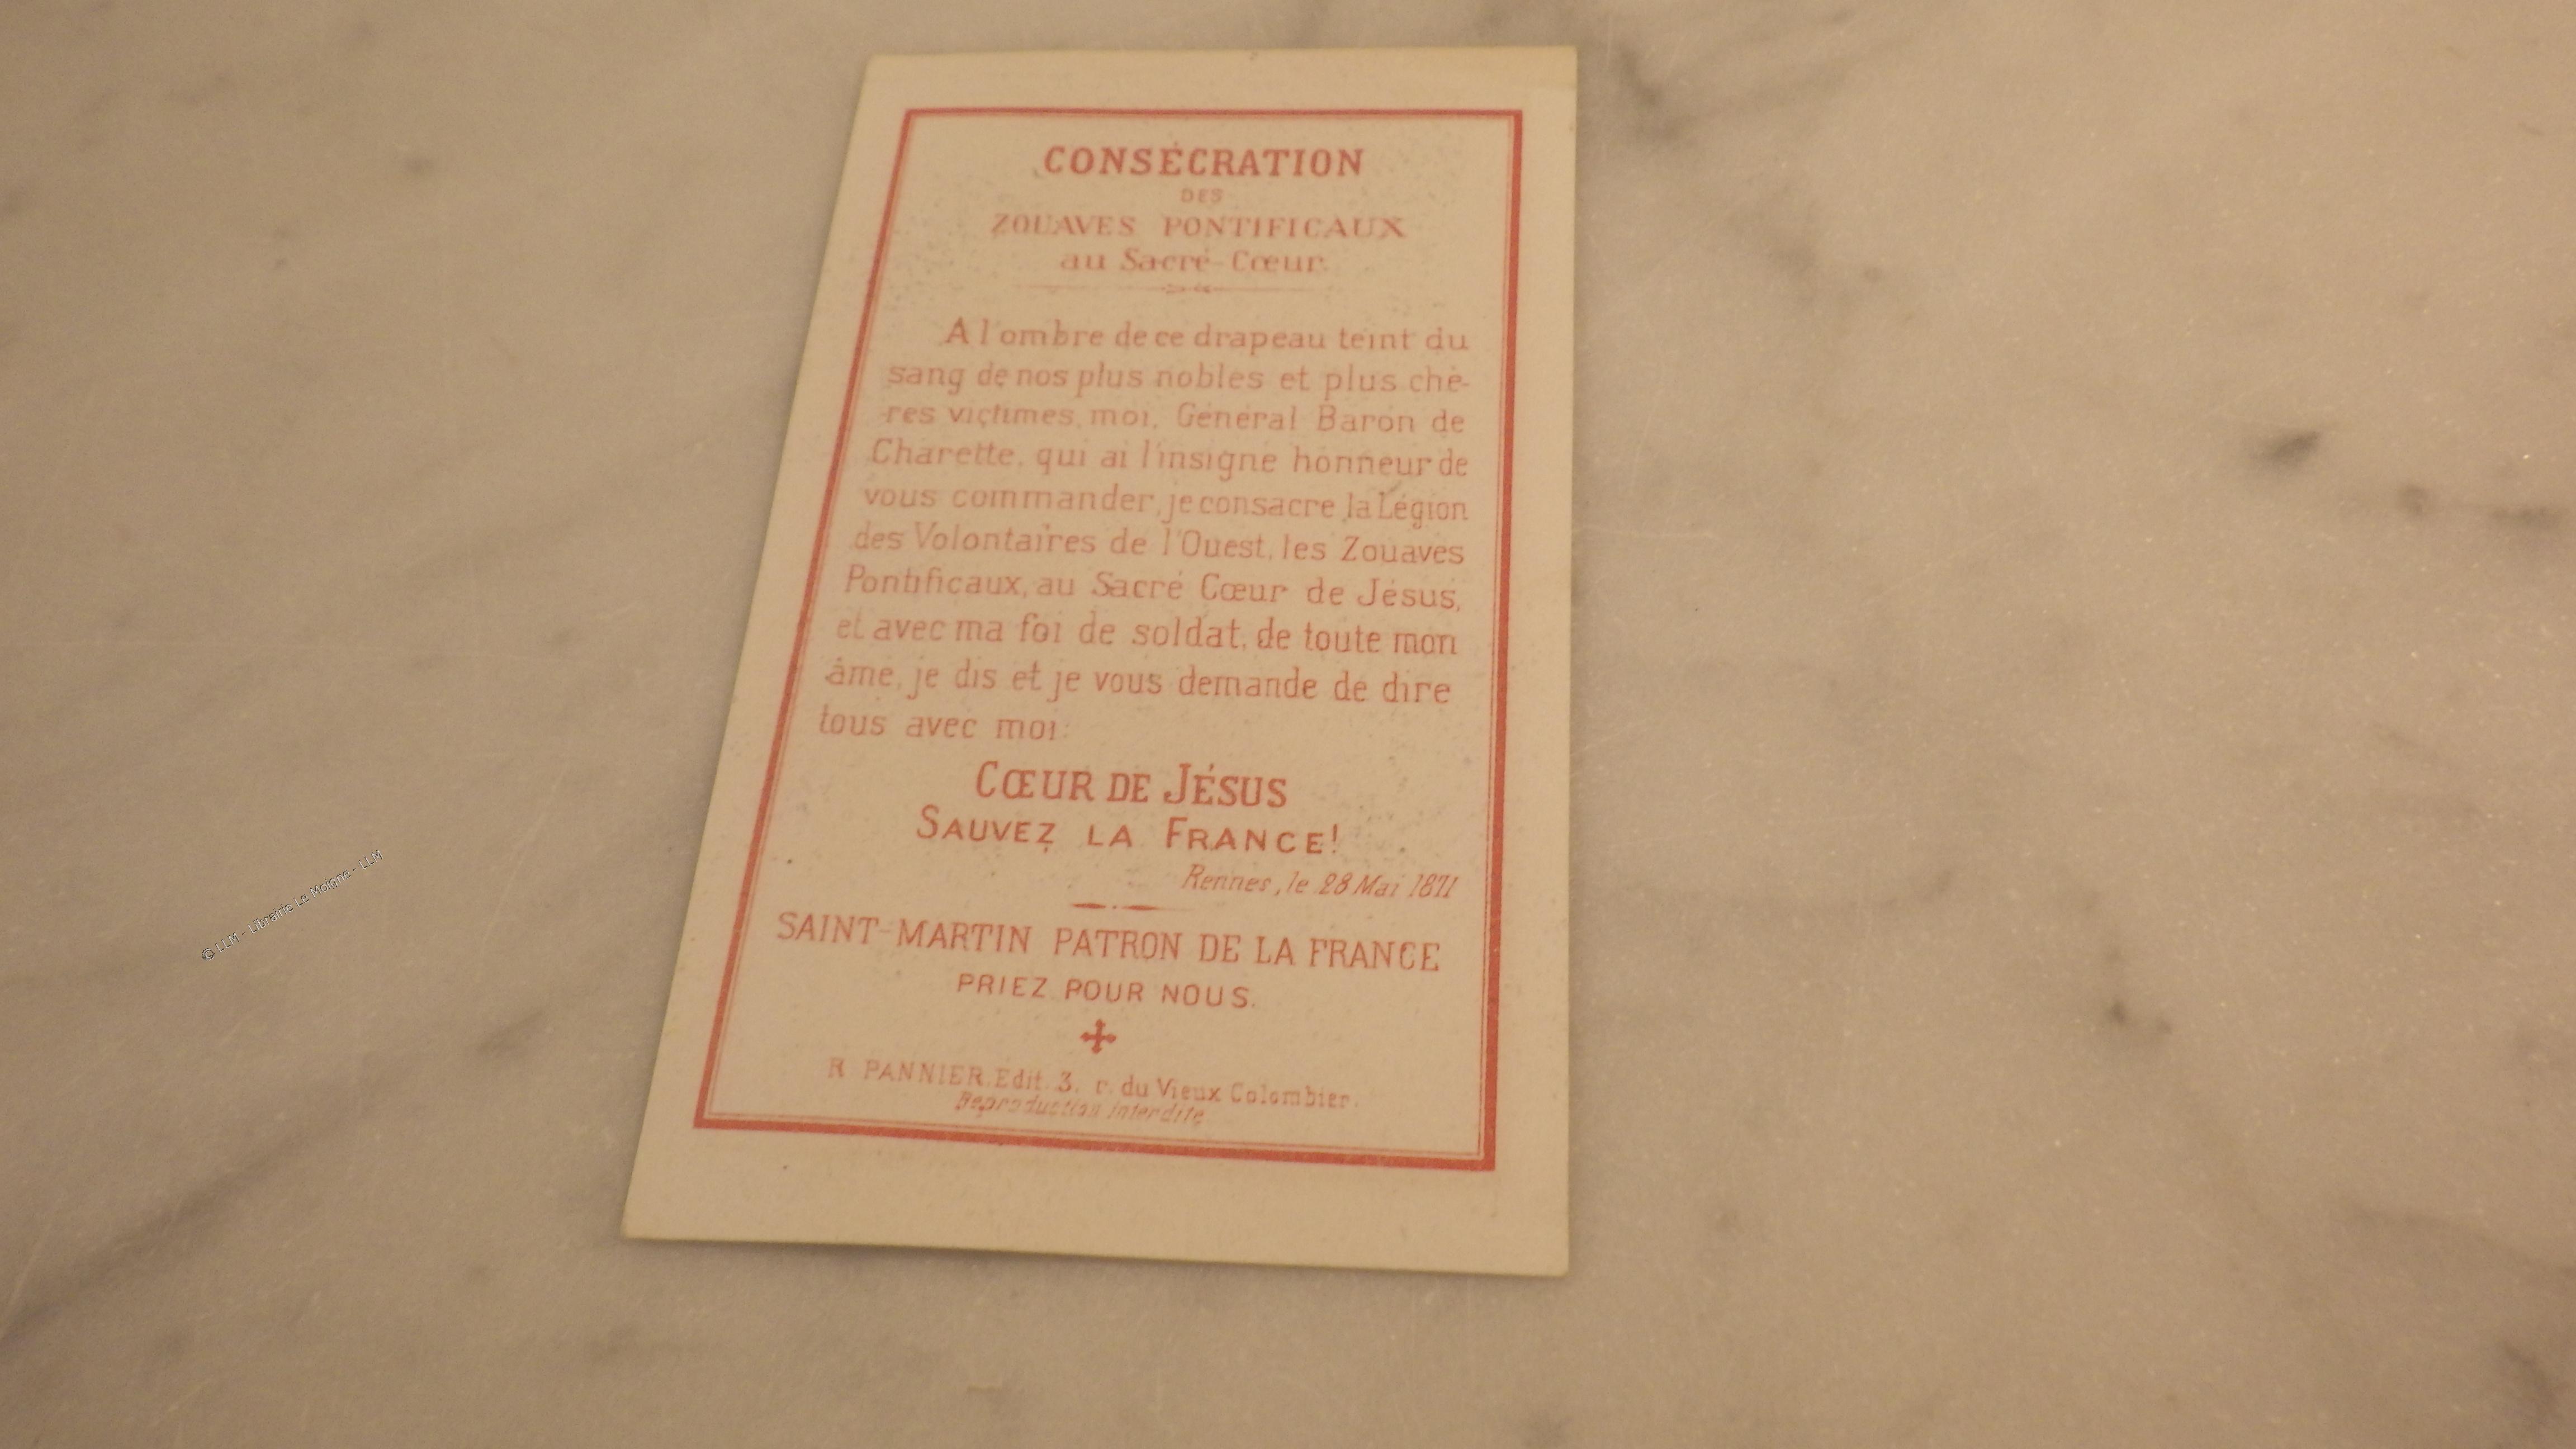 CONSÉCRATION
DES
ZOUAVES PONTIFICAUX
au Sacré-Cœur.
A l'ombre de ce drapeau teint du
sang de nos plus nobles et plus chè-
res victimes, moi, Général Baron de
Charette, qui ai l'insigne honneur de
vous commander, je consacre la Légion
des Volontaires de l'Ouest, les Zouaves
Pontificaux, au Sacré Cœur de Jésus,
et avec ma foi de soldat, de toute mon
âme, je dis et je vous demande de dire
tous avec moi:
CŒUR DE JÉSUS
SAUVEZ LA FRANCE!
Rennes, le 28 Mai 1871
SAINT-MARTIN PATRON DE LA FRANCE
PRIEZ POUR NOUS.
R. PANNIER. Edit. 3. r. du Vieux Colombier.
Reproduction interdite
© LLM - Librairie Le Moigne - LLM